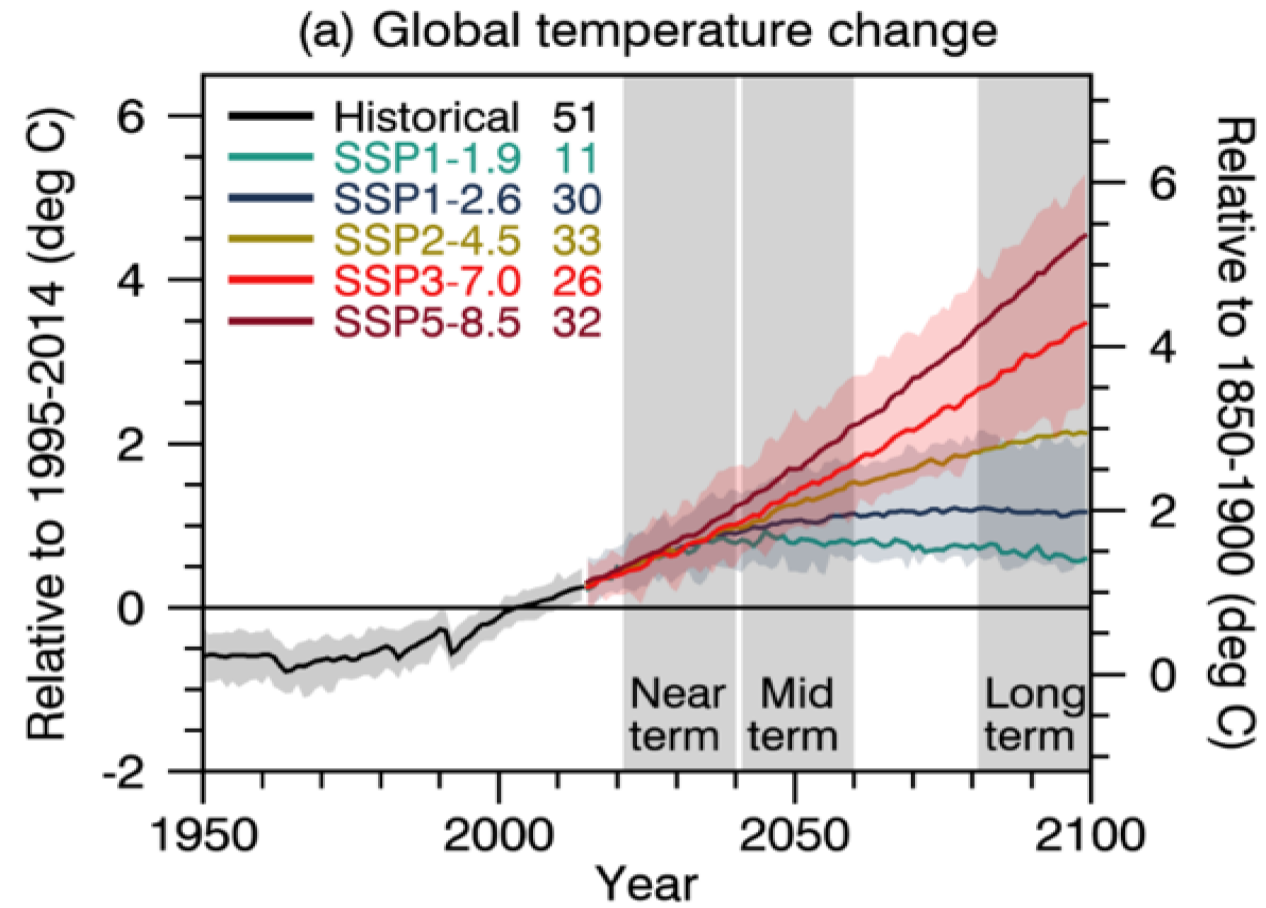 (a) Global temperature change
Relative to 1995-2014 (deg C)
6
4
2
0
-2
Historical 51
SSP1-1.9 11
SSP1-2.6 30
SSP2-4.5 33
SSP3-7.0 26
SSP5-8.5 32
Near term
Mid term
Long term
6
4
2
0
Relative to 1850-1900 (deg C)
1950 2000 2050 2100
Year